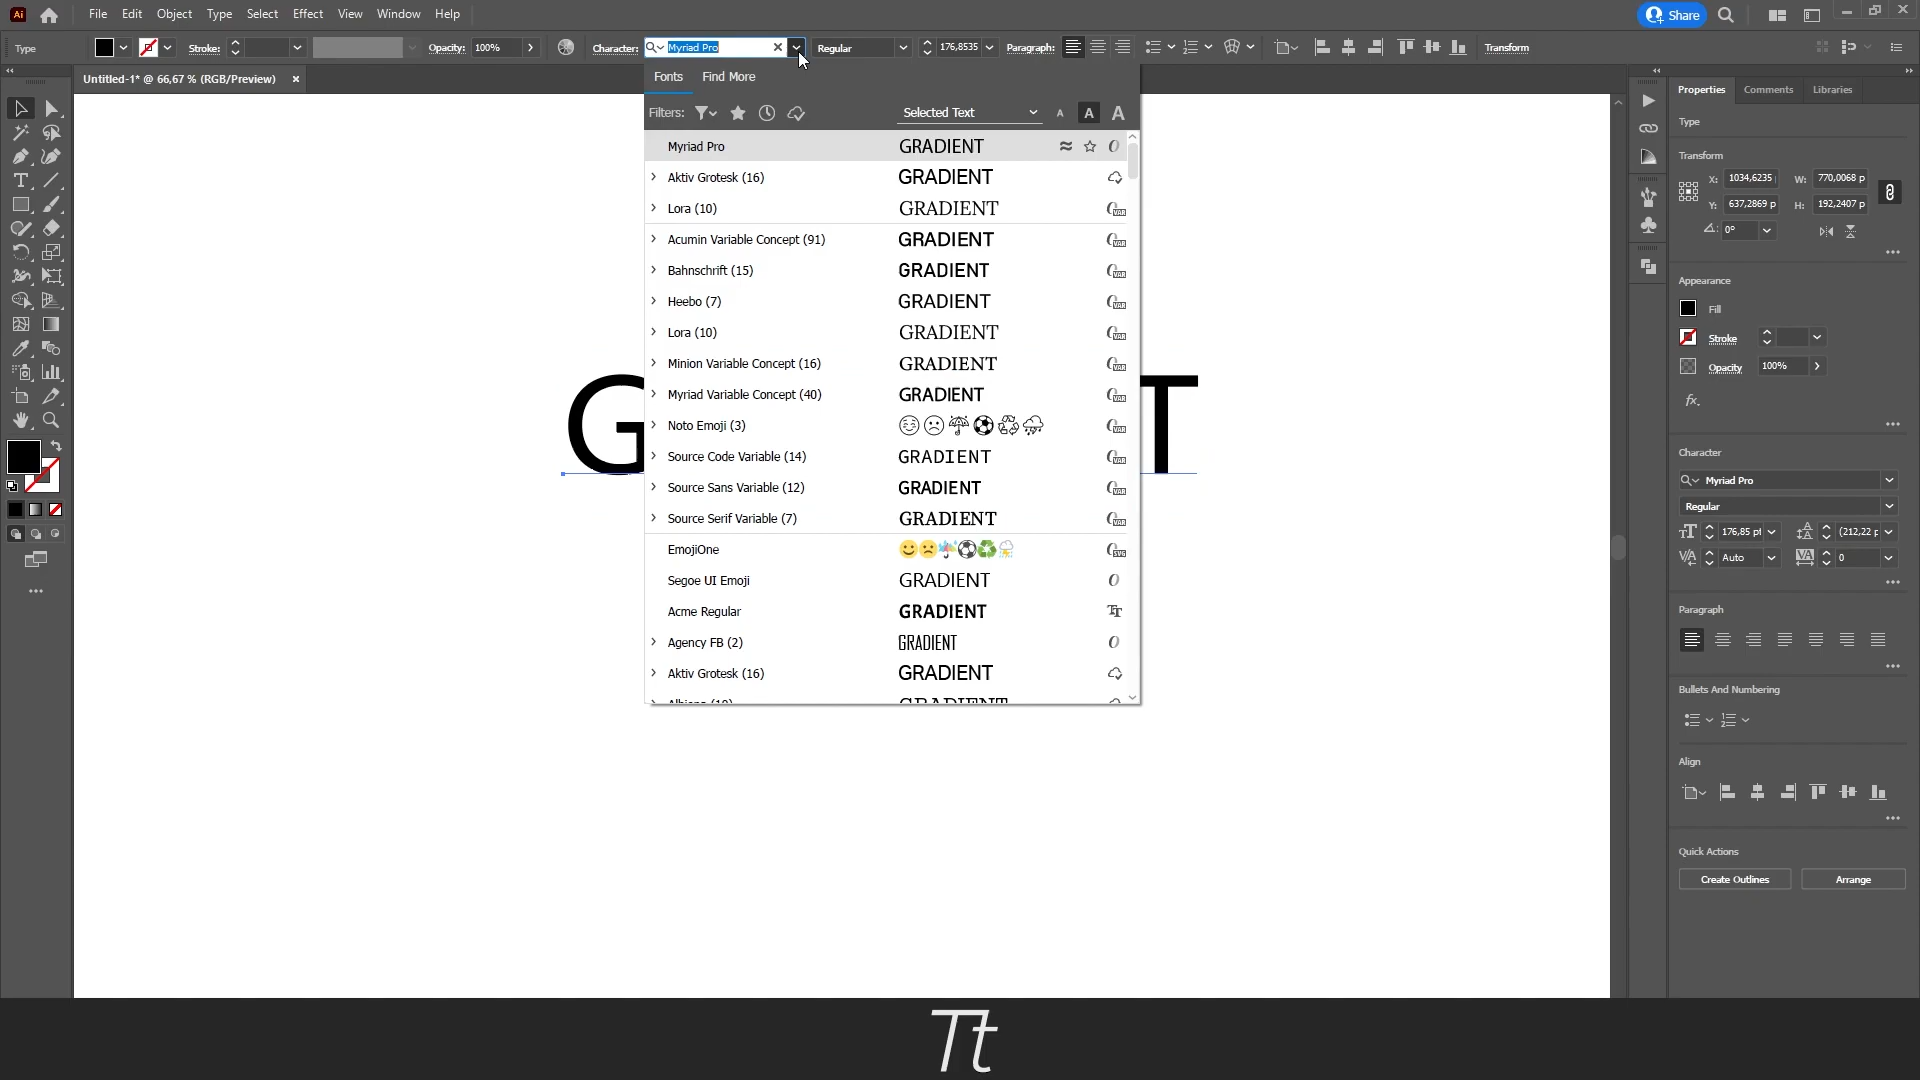 Ai File Edit Object Type Select Effect View Window Help Share
Type Stroke: Opacity: 100% Character: Myriad Pro Regular 176,8535 Paragraph: Transform
Untitled-1* @ 66,67 % (RGB/Preview)
Fonts Find More
Filters: Selected Text A A A
Myriad Pro GRADIENT
Aktiv Grotesk (16) GRADIENT
Lora (10) GRADIENT
Acumin Variable Concept (91) GRADIENT
Bahnschrift (15) GRADIENT
Heebo (7) GRADIENT
Lora (10) GRADIENT
Minion Variable Concept (16) GRADIENT
Myriad Variable Concept (40) GRADIENT
Noto Emoji (3)
Source Code Variable (14) GRADIENT
Source Sans Variable (12) GRADIENT
Source Serif Variable (7) GRADIENT
EmojiOne
Segoe UI Emoji GRADIENT
Acme Regular GRADIENT
Agency FB (2) GRADIENT
Aktiv Grotesk (16) GRADIENT
G T
Properties Comments Libraries
Type
Transform
X: 1034,6235 W: 770,0068 p
Y: 637,2869 p H: 192,2407 p
0°
Appearance
Fill
Stroke
Opacity 100%
fx.
Character
Myriad Pro
Regular
176,85 pt (212,22 p
Auto 0
Paragraph
Bullets And Numbering
Align
Quick Actions
Create Outlines Arrange
Tt